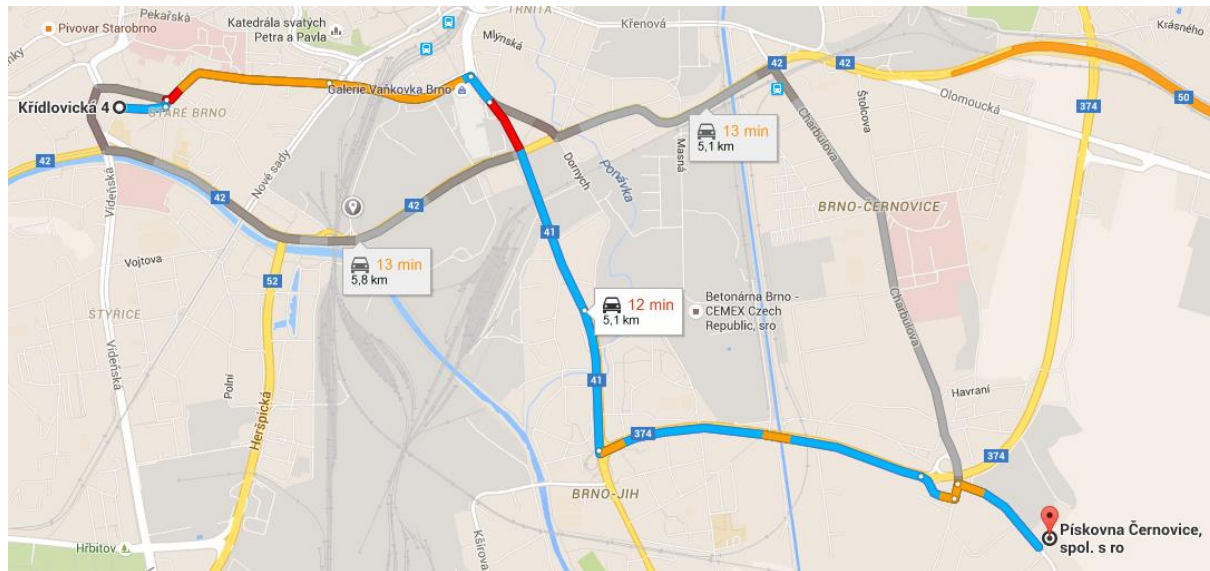 Pekařská
Pivovar Starobrno
Katedrála svatých
Petra a Pavla
TRNITÁ
Mlýnská
Křenová
Krásného
42
42
374
50
Olomoucká
Křídlovická 4
STARÉ BRNO
Galerie Vaňkovka Brno
Štolcova
Charbulova
13 min
5,1 km
Masná
Dornych
Ponávka
Nové sady
42
Vídeňská
42
BRNO-ČERNOVICE
41
13 min
5,8 km
Vojtova
52
12 min
5,1 km
Betonárna Brno -
CEMEX Czech
Republic, sro
ŠTÝŘICE
Vídeňská
Polní
Heršpická
Charbulova
41
Havraní
374
374
BRNO-JIH
Kšírova
Hřbitov
Pískovna Černovice,
spol. s ro